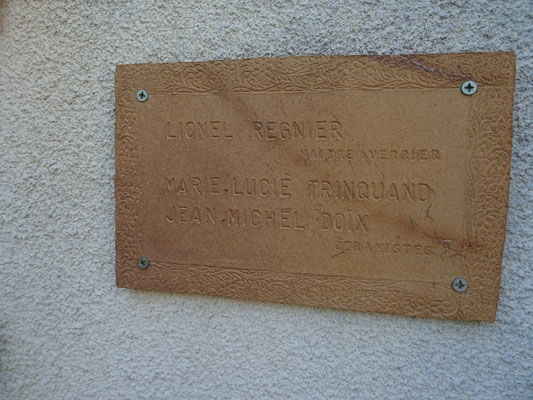 LIONEL REGNIER
MAITRE VERRIER
MARIE-LUCIE TRINQUAND
JEAN-MICHEL DOIX
CERAMISTES